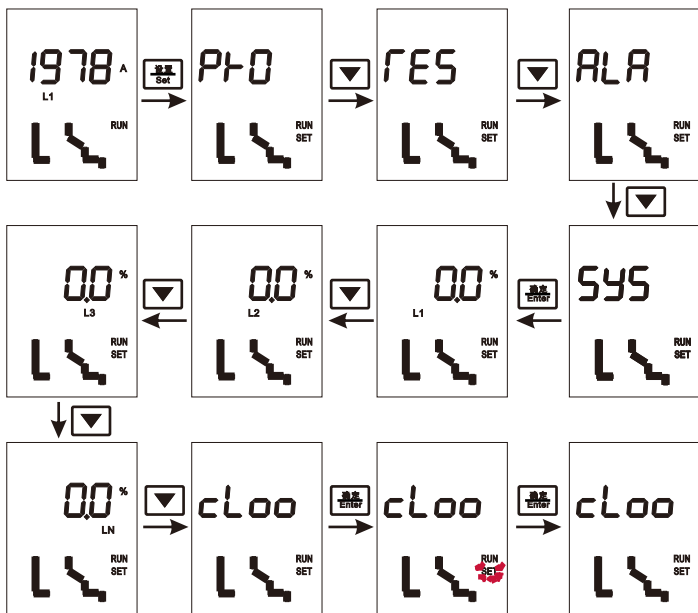 1978 A
L1
RUN
设置
Set
Pr0
RUN
SET
rES
RUN
SET
ALA
RUN
SET
SYS
RUN
SET
确定
Enter
0.0 %
L1
RUN
SET
0.0 %
L2
RUN
SET
0.0 %
L3
RUN
SET
0.0 %
LN
RUN
SET
cLoo
RUN
SET
确定
Enter
cLoo
RUN
SET
确定
Enter
cLoo
RUN
SET